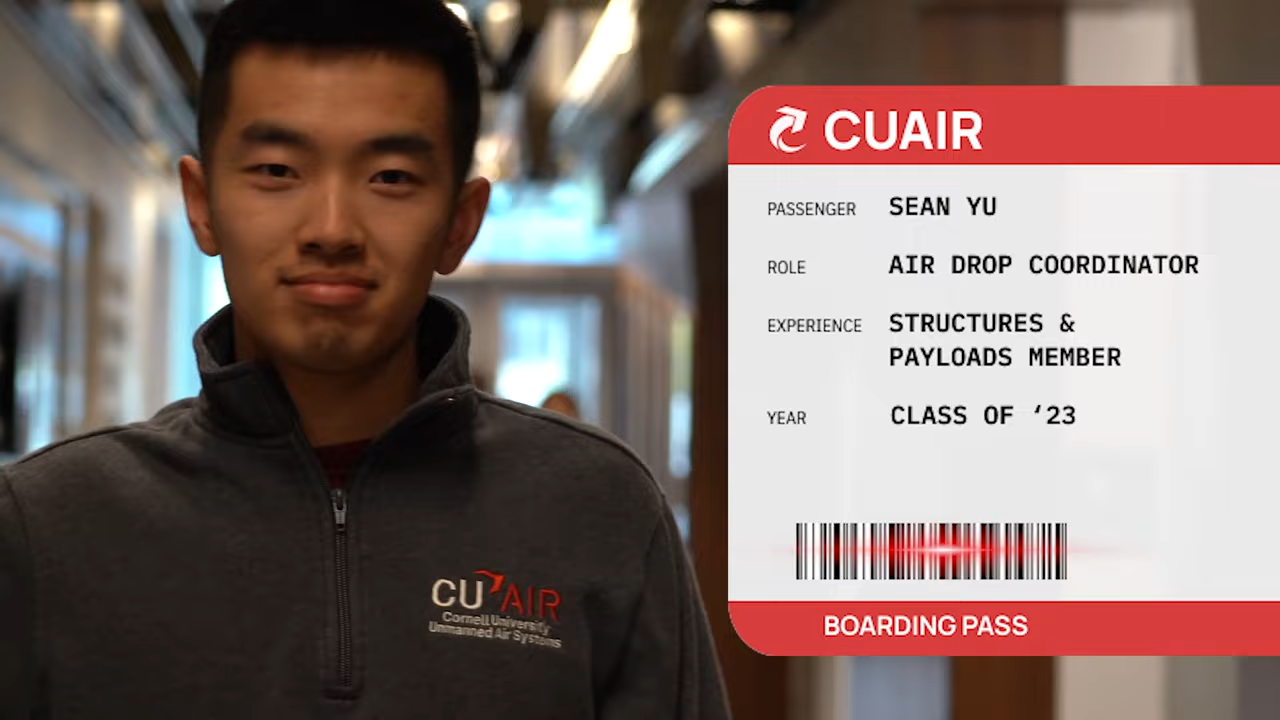 CUAIR
PASSENGER SEAN YU
ROLE AIR DROP COORDINATOR
EXPERIENCE STRUCTURES &
PAYLOADS MEMBER
YEAR CLASS OF ‘23
BOARDING PASS
CU AIR
Cornell University
Unmanned Air Systems